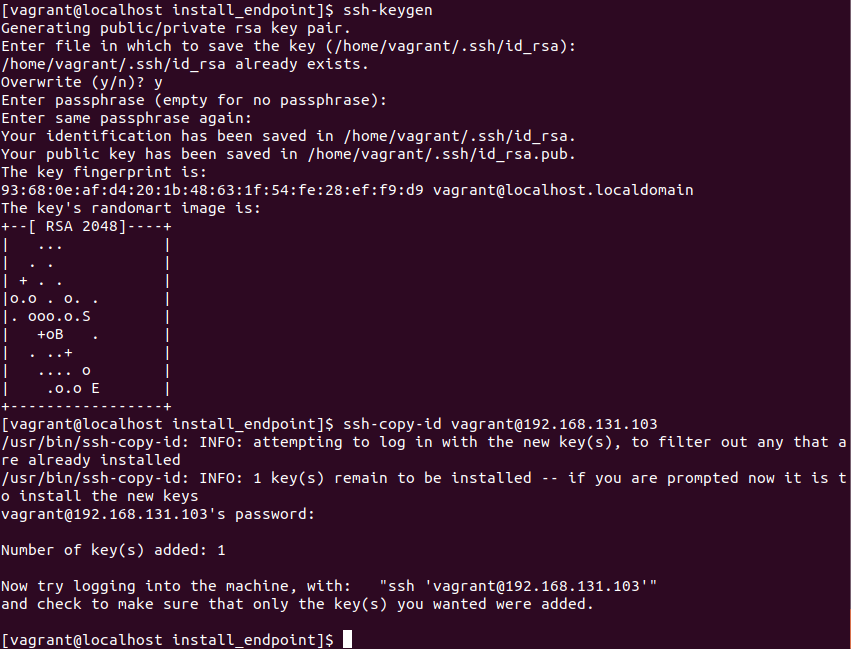 [vagrant@localhost install_endpoint]$ ssh-keygen
Generating public/private rsa key pair.
Enter file in which to save the key (/home/vagrant/.ssh/id_rsa):
/home/vagrant/.ssh/id_rsa already exists.
Overwrite (y/n)? y
Enter passphrase (empty for no passphrase):
Enter same passphrase again:
Your identification has been saved in /home/vagrant/.ssh/id_rsa.
Your public key has been saved in /home/vagrant/.ssh/id_rsa.pub.
The key fingerprint is:
93:68:0e:af:d4:20:1b:48:63:1f:54:fe:28:ef:f9:d9 vagrant@localhost.localdomain
The key's randomart image is:
+--[ RSA 2048]----+
|   ...           |
|  . .            |
| + . .           |
|o.o . o. .       |
|. ooo.o.S        |
|   +oB   .       |
|  . ..+          |
|   .... o        |
|    .o.o E       |
+-----------------+
[vagrant@localhost install_endpoint]$ ssh-copy-id vagrant@192.168.131.103
/usr/bin/ssh-copy-id: INFO: attempting to log in with the new key(s), to filter out any that a
re already installed
/usr/bin/ssh-copy-id: INFO: 1 key(s) remain to be installed -- if you are prompted now it is t
o install the new keys
vagrant@192.168.131.103's password:
Number of key(s) added: 1
Now try logging into the machine, with:   "ssh 'vagrant@192.168.131.103'"
and check to make sure that only the key(s) you wanted were added.
[vagrant@localhost install_endpoint]$